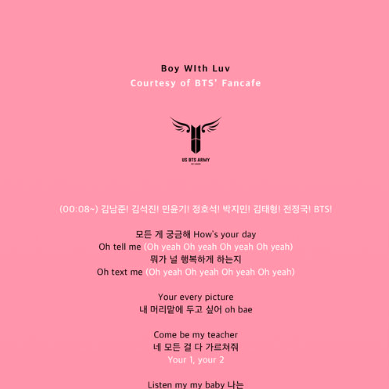 Boy With Luv
Courtesy of BTS' Fancafe
US BTS ARMY
(00:08~) 김남준! 김석진! 민윤기! 정호석! 박지민! 김태형! 전정국! BTS!
모든 게 궁금해 How's your day
Oh tell me (Oh yeah Oh yeah Oh yeah Oh yeah)
뭐가 널 행복하게 하는지
Oh text me (Oh yeah Oh yeah Oh yeah Oh yeah)
Your every picture
내 머리맡에 두고 싶어 oh bae
Come be my teacher
네 모든 걸 다 가르쳐줘
Your 1, your 2
Listen my my baby 나는